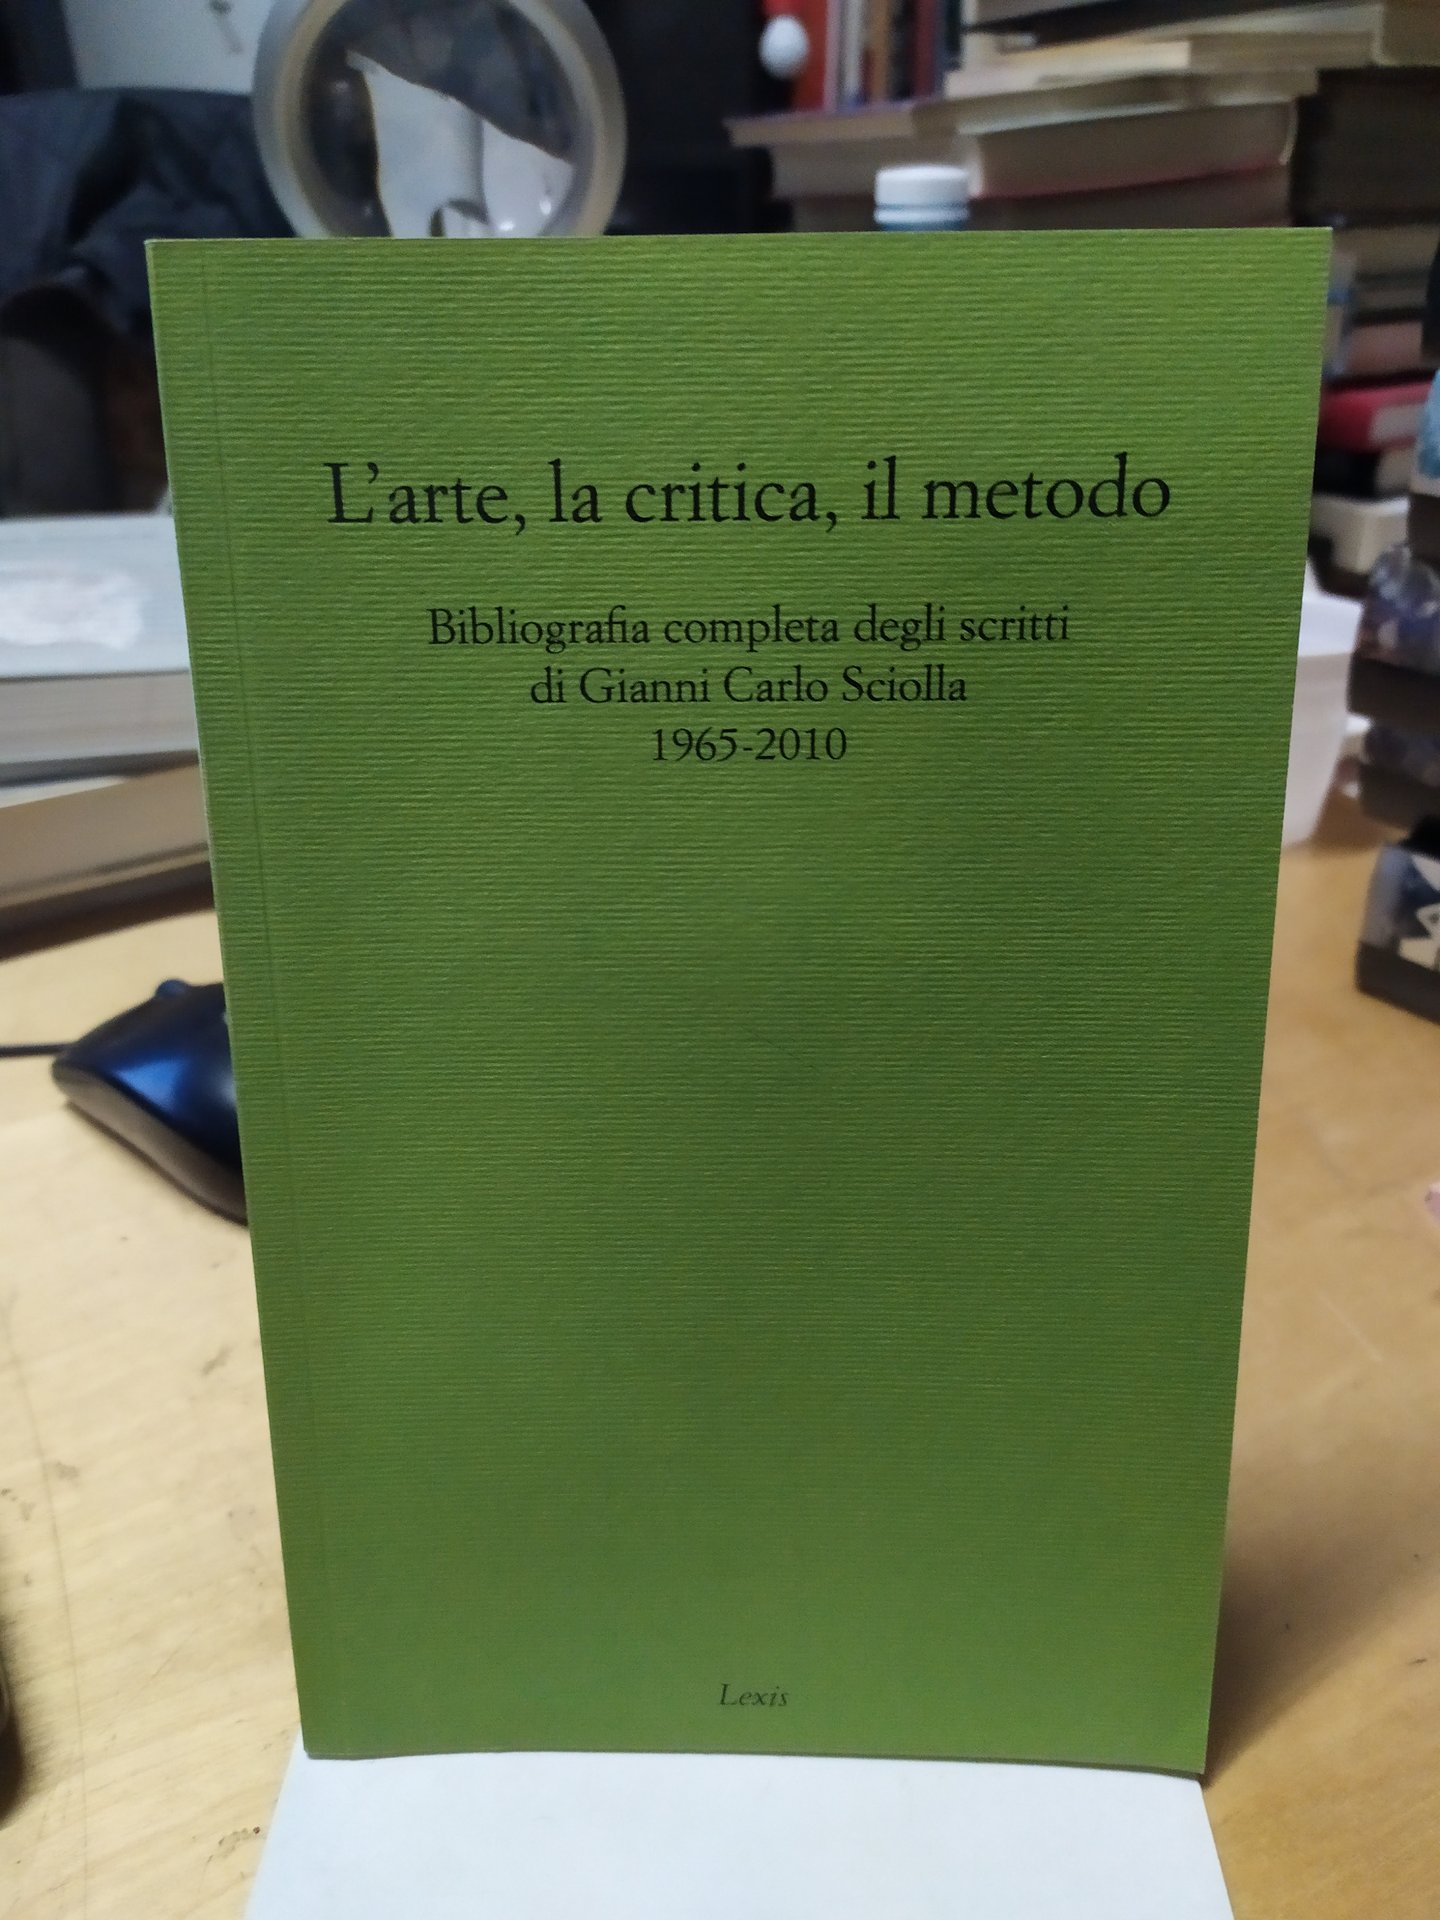 L'arte, la critica, il metodo
Bibliografia completa degli scritti
di Gianni Carlo Sciolla
1965-2010
Lexis